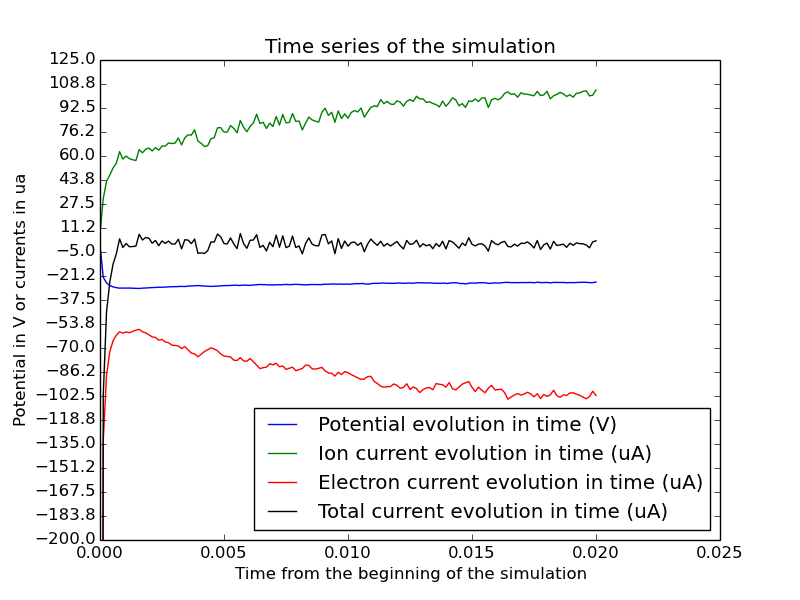 Time series of the simulation
125.0
108.8
92.5
76.2
60.0
43.8
27.5
11.2
−5.0
−21.2
−37.5
−53.8
−70.0
−86.2
−102.5
−118.8
−135.0
−151.2
−167.5
−183.8
−200.0
Potential in V or currents in ua
Potential evolution in time (V)
Ion current evolution in time (uA)
Electron current evolution in time (uA)
Total current evolution in time (uA)
0.000 0.005 0.010 0.015 0.020 0.025
Time from the beginning of the simulation